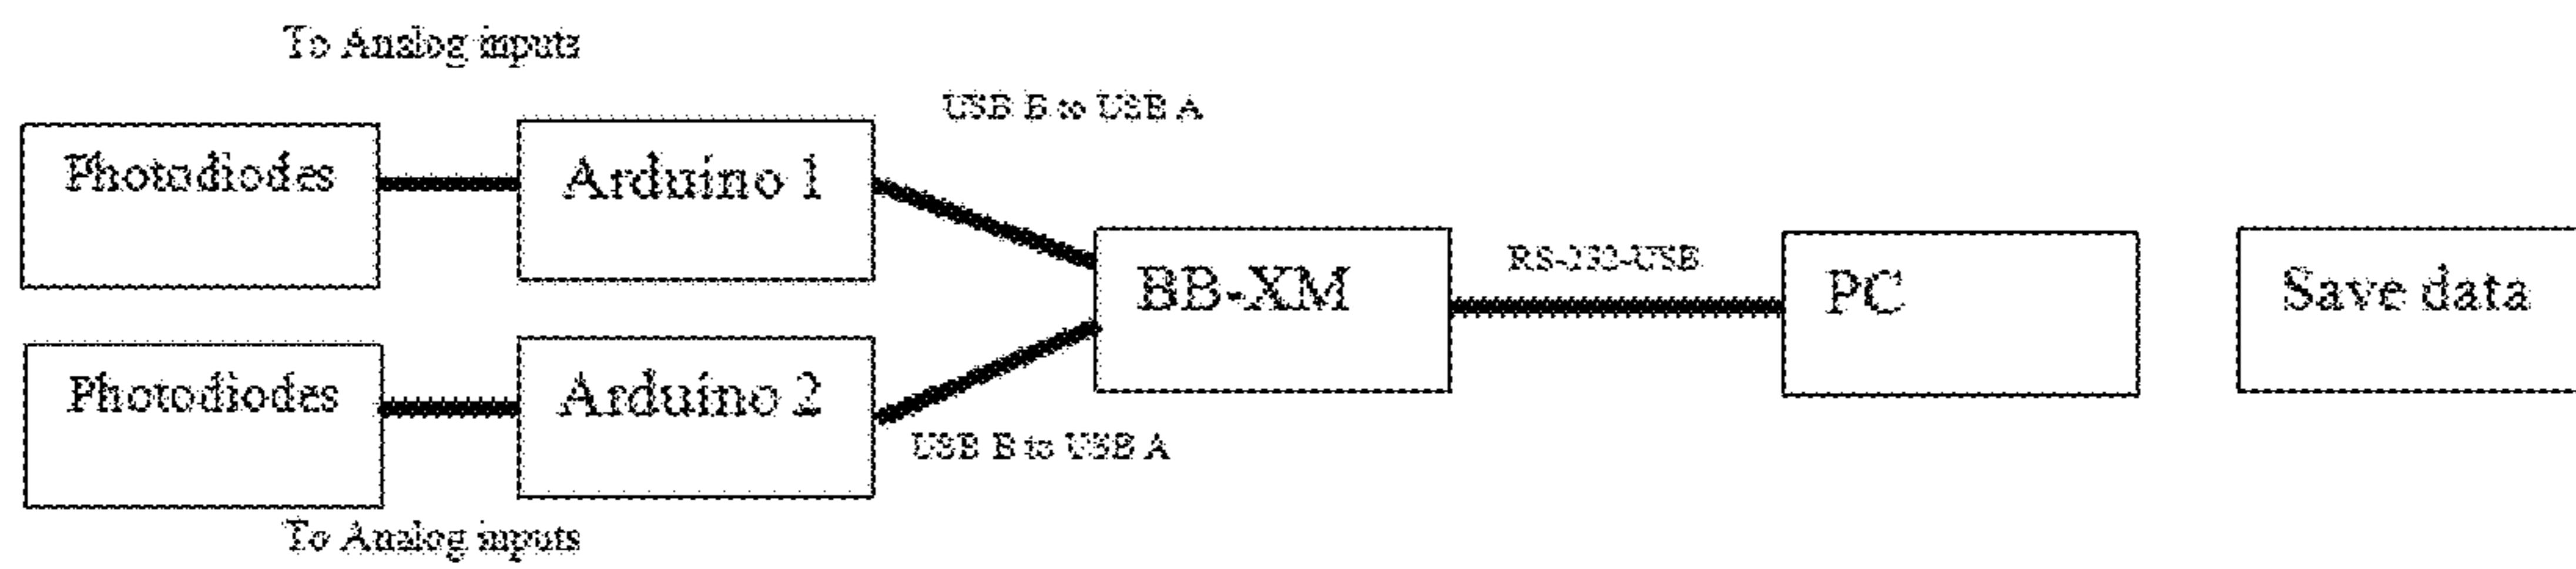 To Analog inputs
USB B to USB A
Photodiodes
Arduino 1
BB-XM
RS-232-USB
PC
Save data
Photodiodes
Arduino 2
USB B to USB A
To Analog inputs